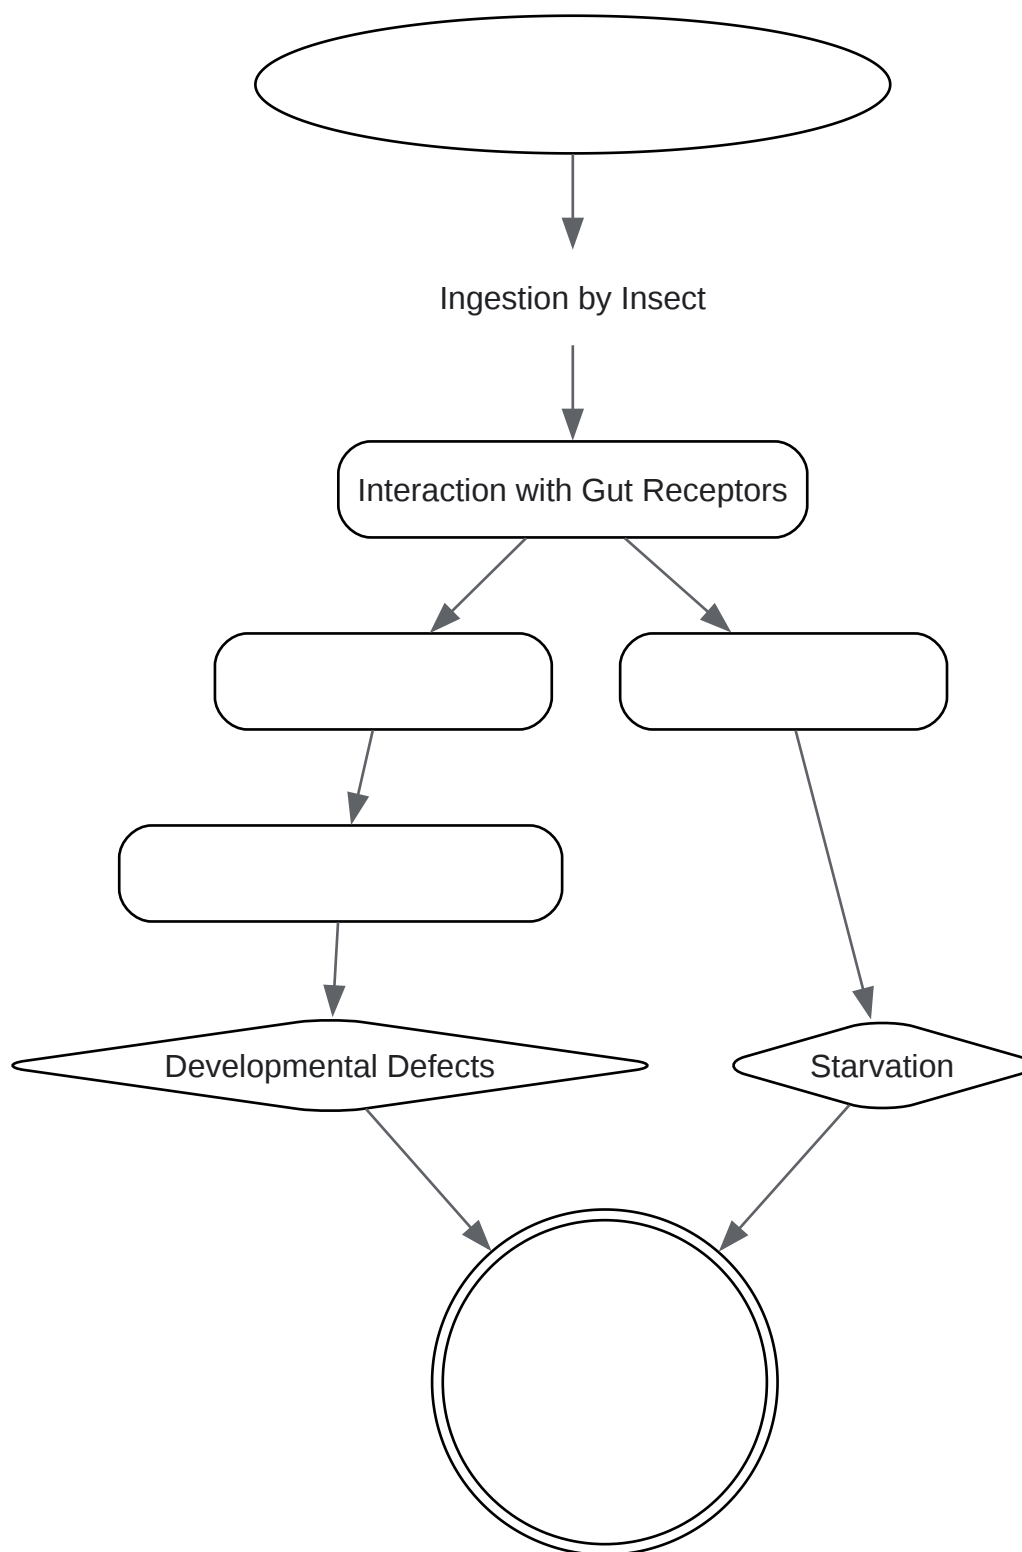 Ingestion by Insect
Interaction with Gut Receptors
Developmental Defects
Starvation